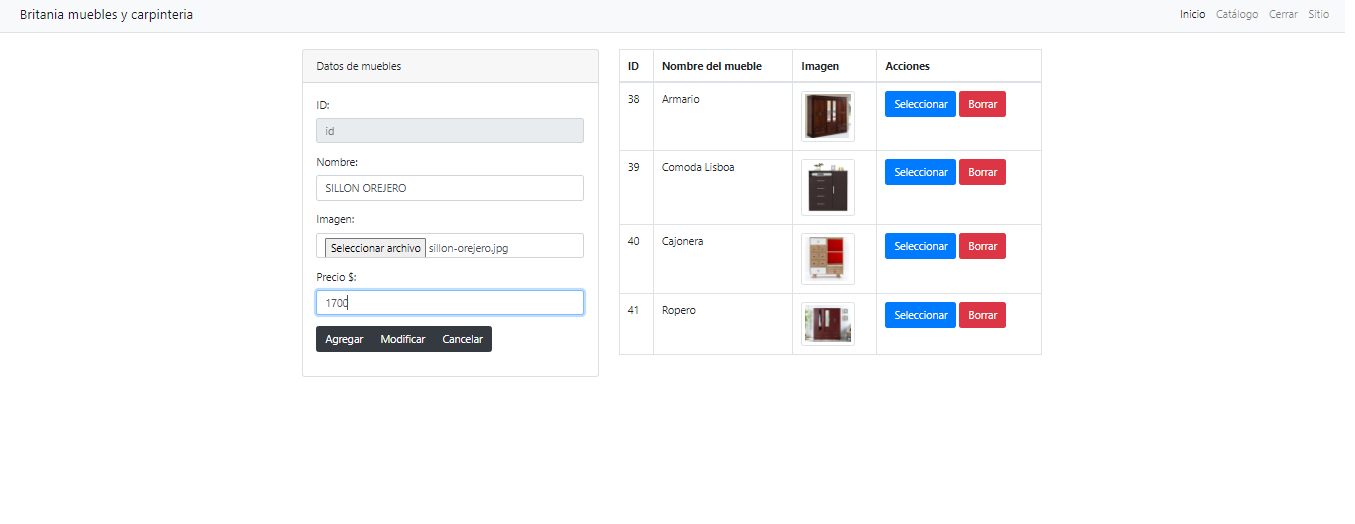 Britania muebles y carpinteria
Inicio Catálogo Cerrar Sitio
Datos de muebles
ID:
id
Nombre:
SILLON OREJERO
Imagen:
Seleccionar archivo sillon-orejero.jpg
Precio $:
1700
Agregar Modificar Cancelar
ID Nombre del mueble Imagen Acciones
38 Armario Seleccionar Borrar
39 Comoda Lisboa Seleccionar Borrar
40 Cajonera Seleccionar Borrar
41 Ropero Seleccionar Borrar